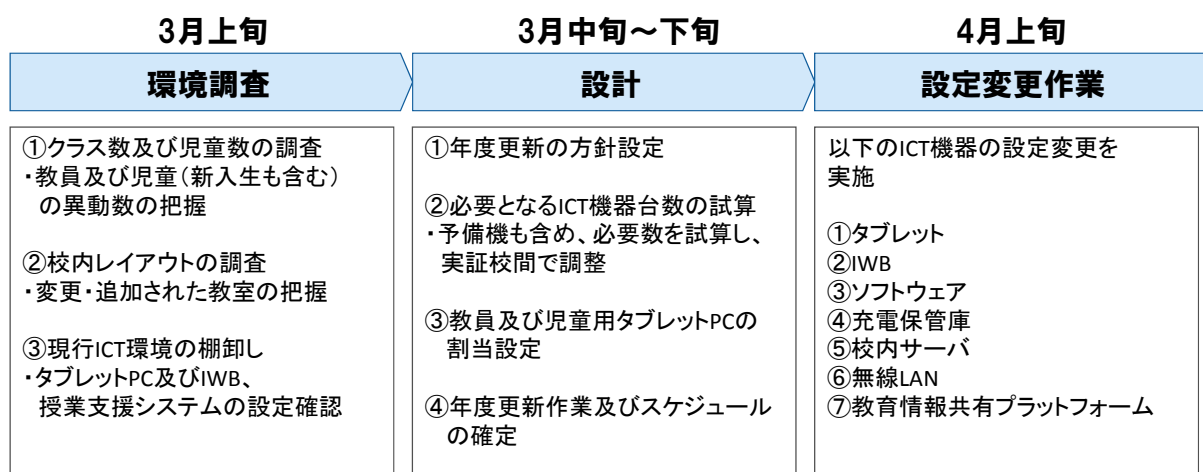 3月上旬
環境調査
①クラス数及び児童数の調査
・教員及び児童(新入生も含む)
の異動数の把握
②校内レイアウトの調査
・変更・追加された教室の把握
③現行ICT環境の棚卸し
・タブレットPC及びIWB、
授業支援システムの設定確認
3月中旬～下旬
設計
①年度更新の方針設定
②必要となるICT機器台数の試算
・予備機も含め、必要数を試算し、
実証校間で調整
③教員及び児童用タブレットPCの
割当設定
④年度更新作業及びスケジュール
の確定
4月上旬
設定変更作業
以下のICT機器の設定変更を
実施
①タブレット
②IWB
③ソフトウェア
④充電保管庫
⑤校内サーバ
⑥無線LAN
⑦教育情報共有プラットフォーム